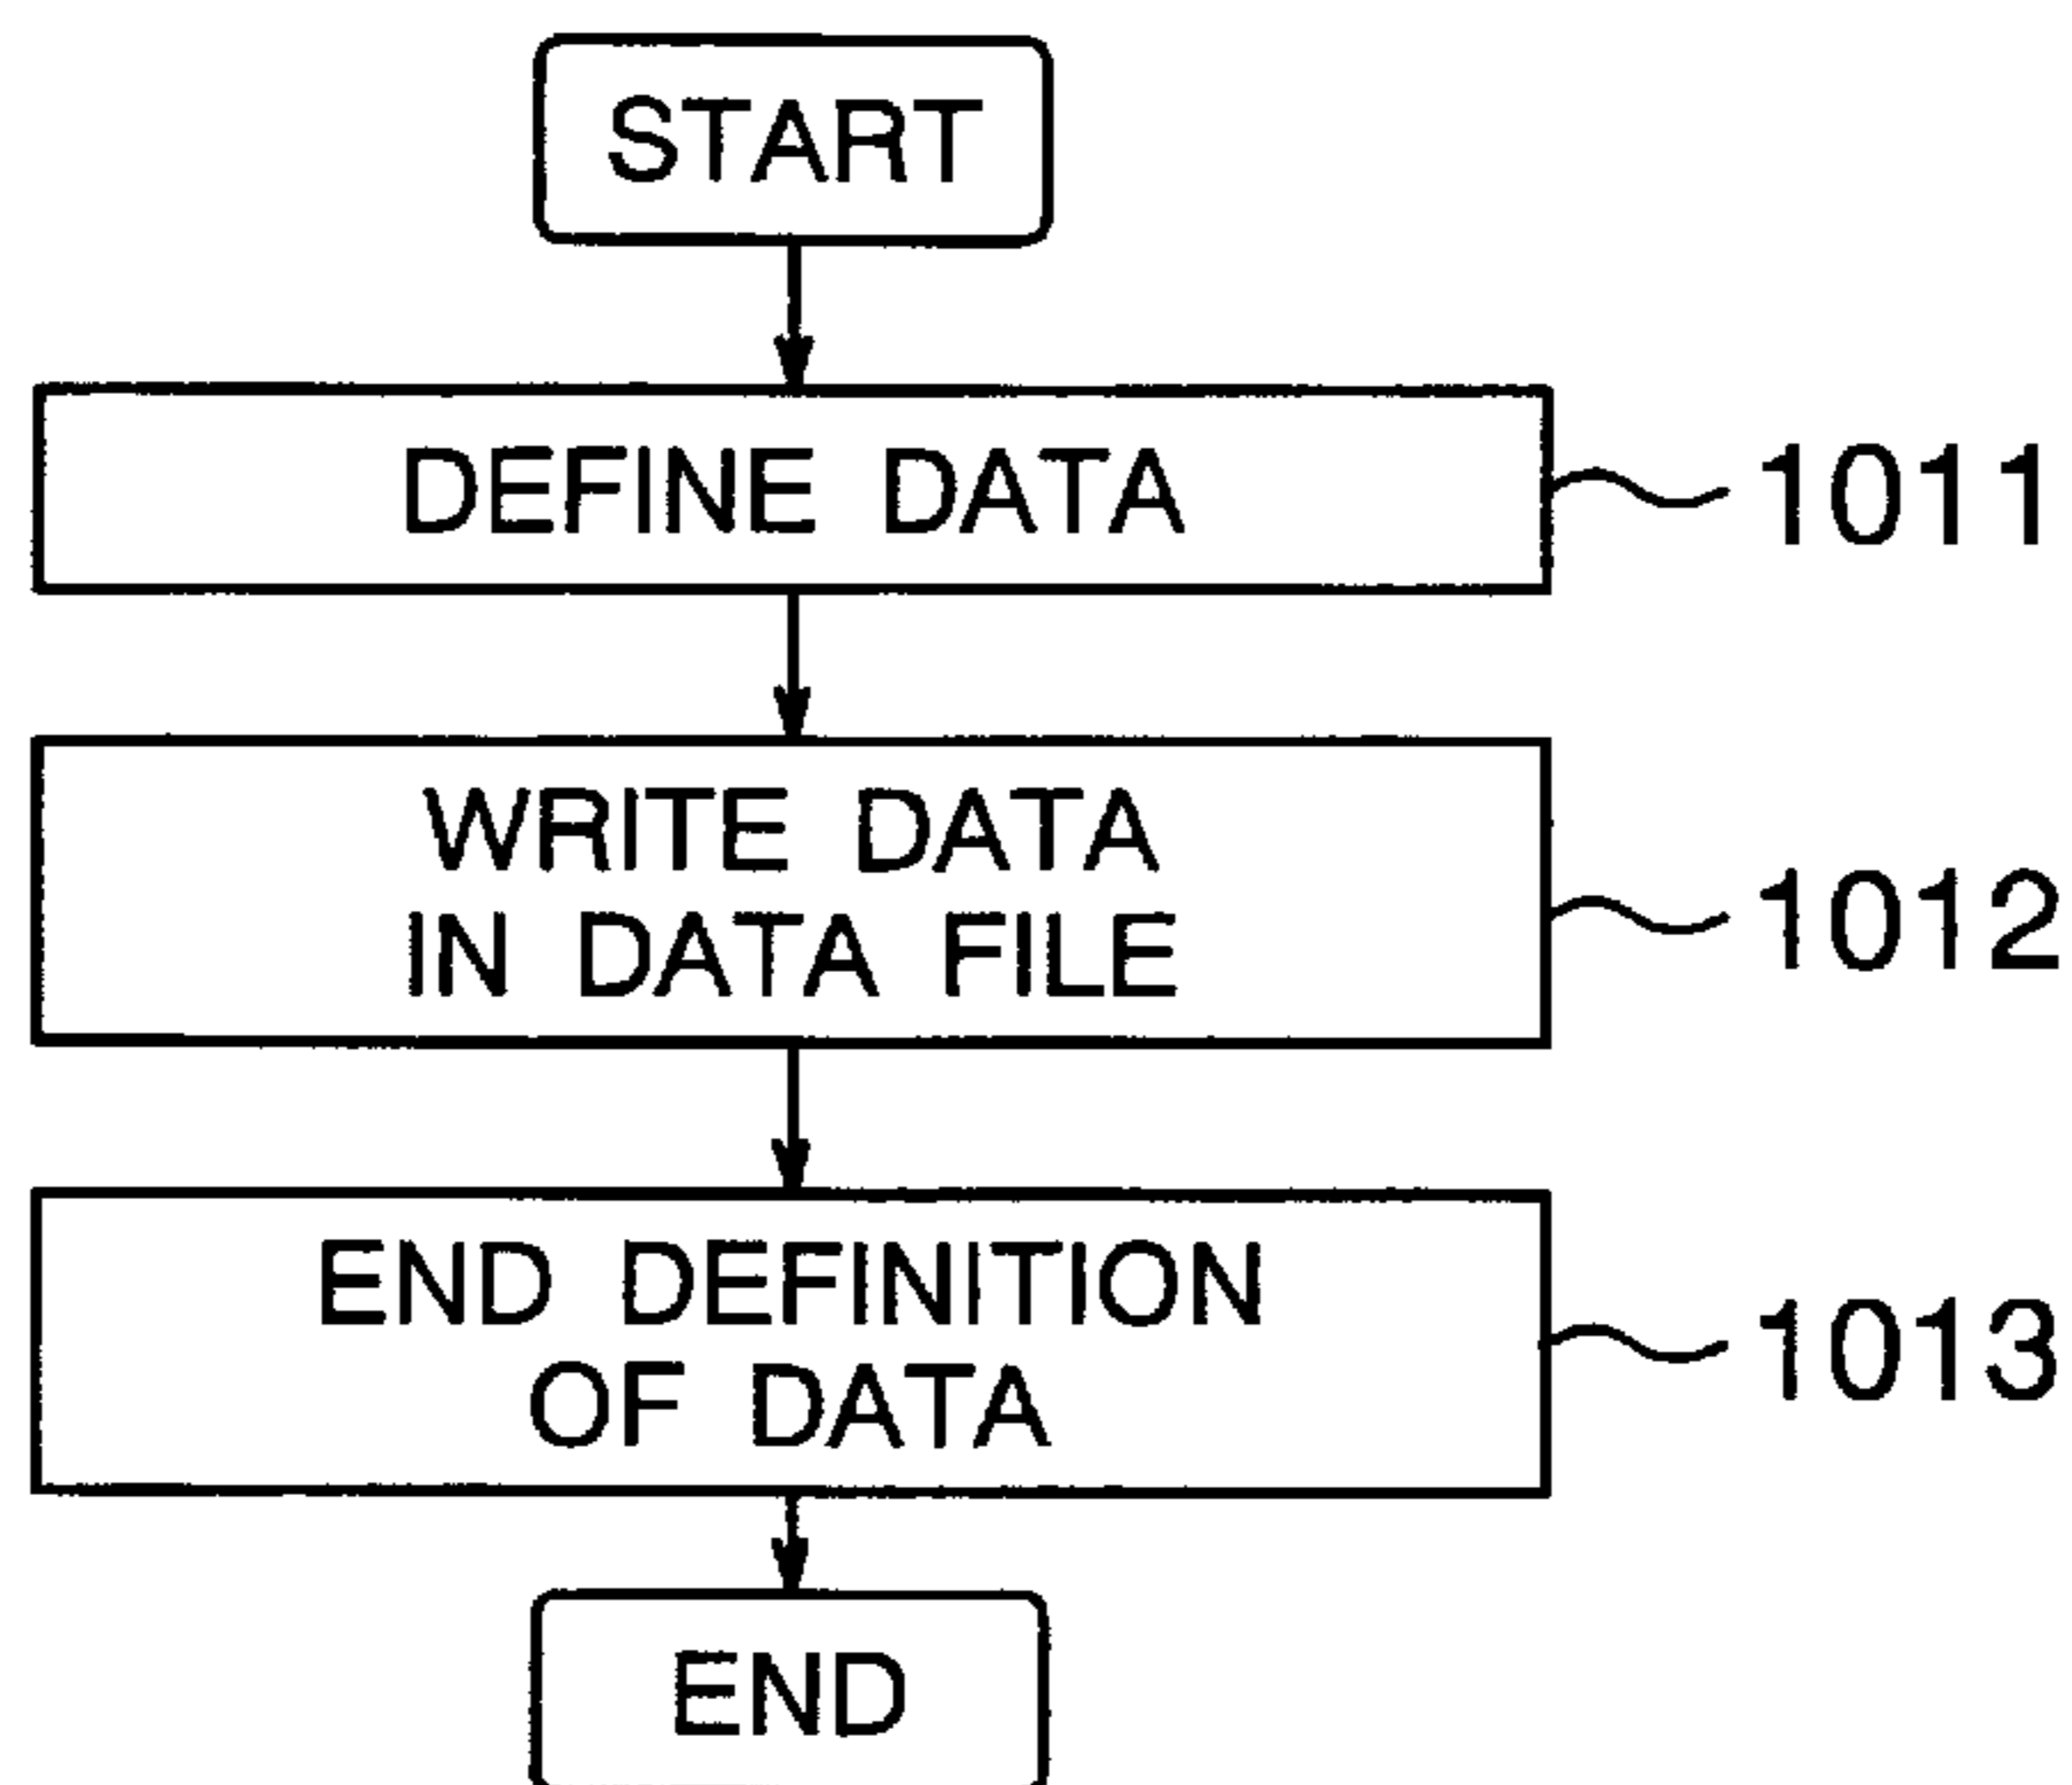 START
DEFINE DATA
1011
WRITE DATA
IN DATA FILE
1012
END DEFINITION
OF DATA
1013
END